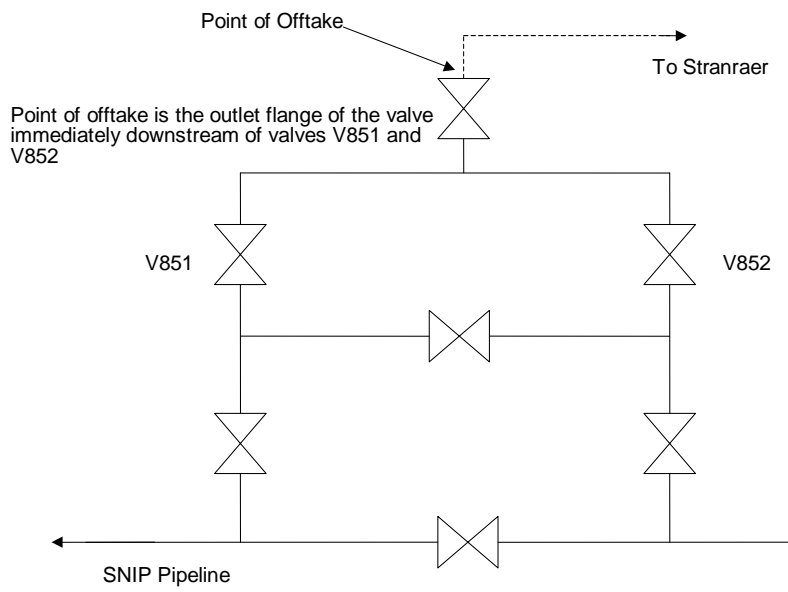 Point of Offtake
To Stranraer
Point of offtake is the outlet flange of the valve
immediately downstream of valves V851 and
V852
V851
V852
SNIP Pipeline